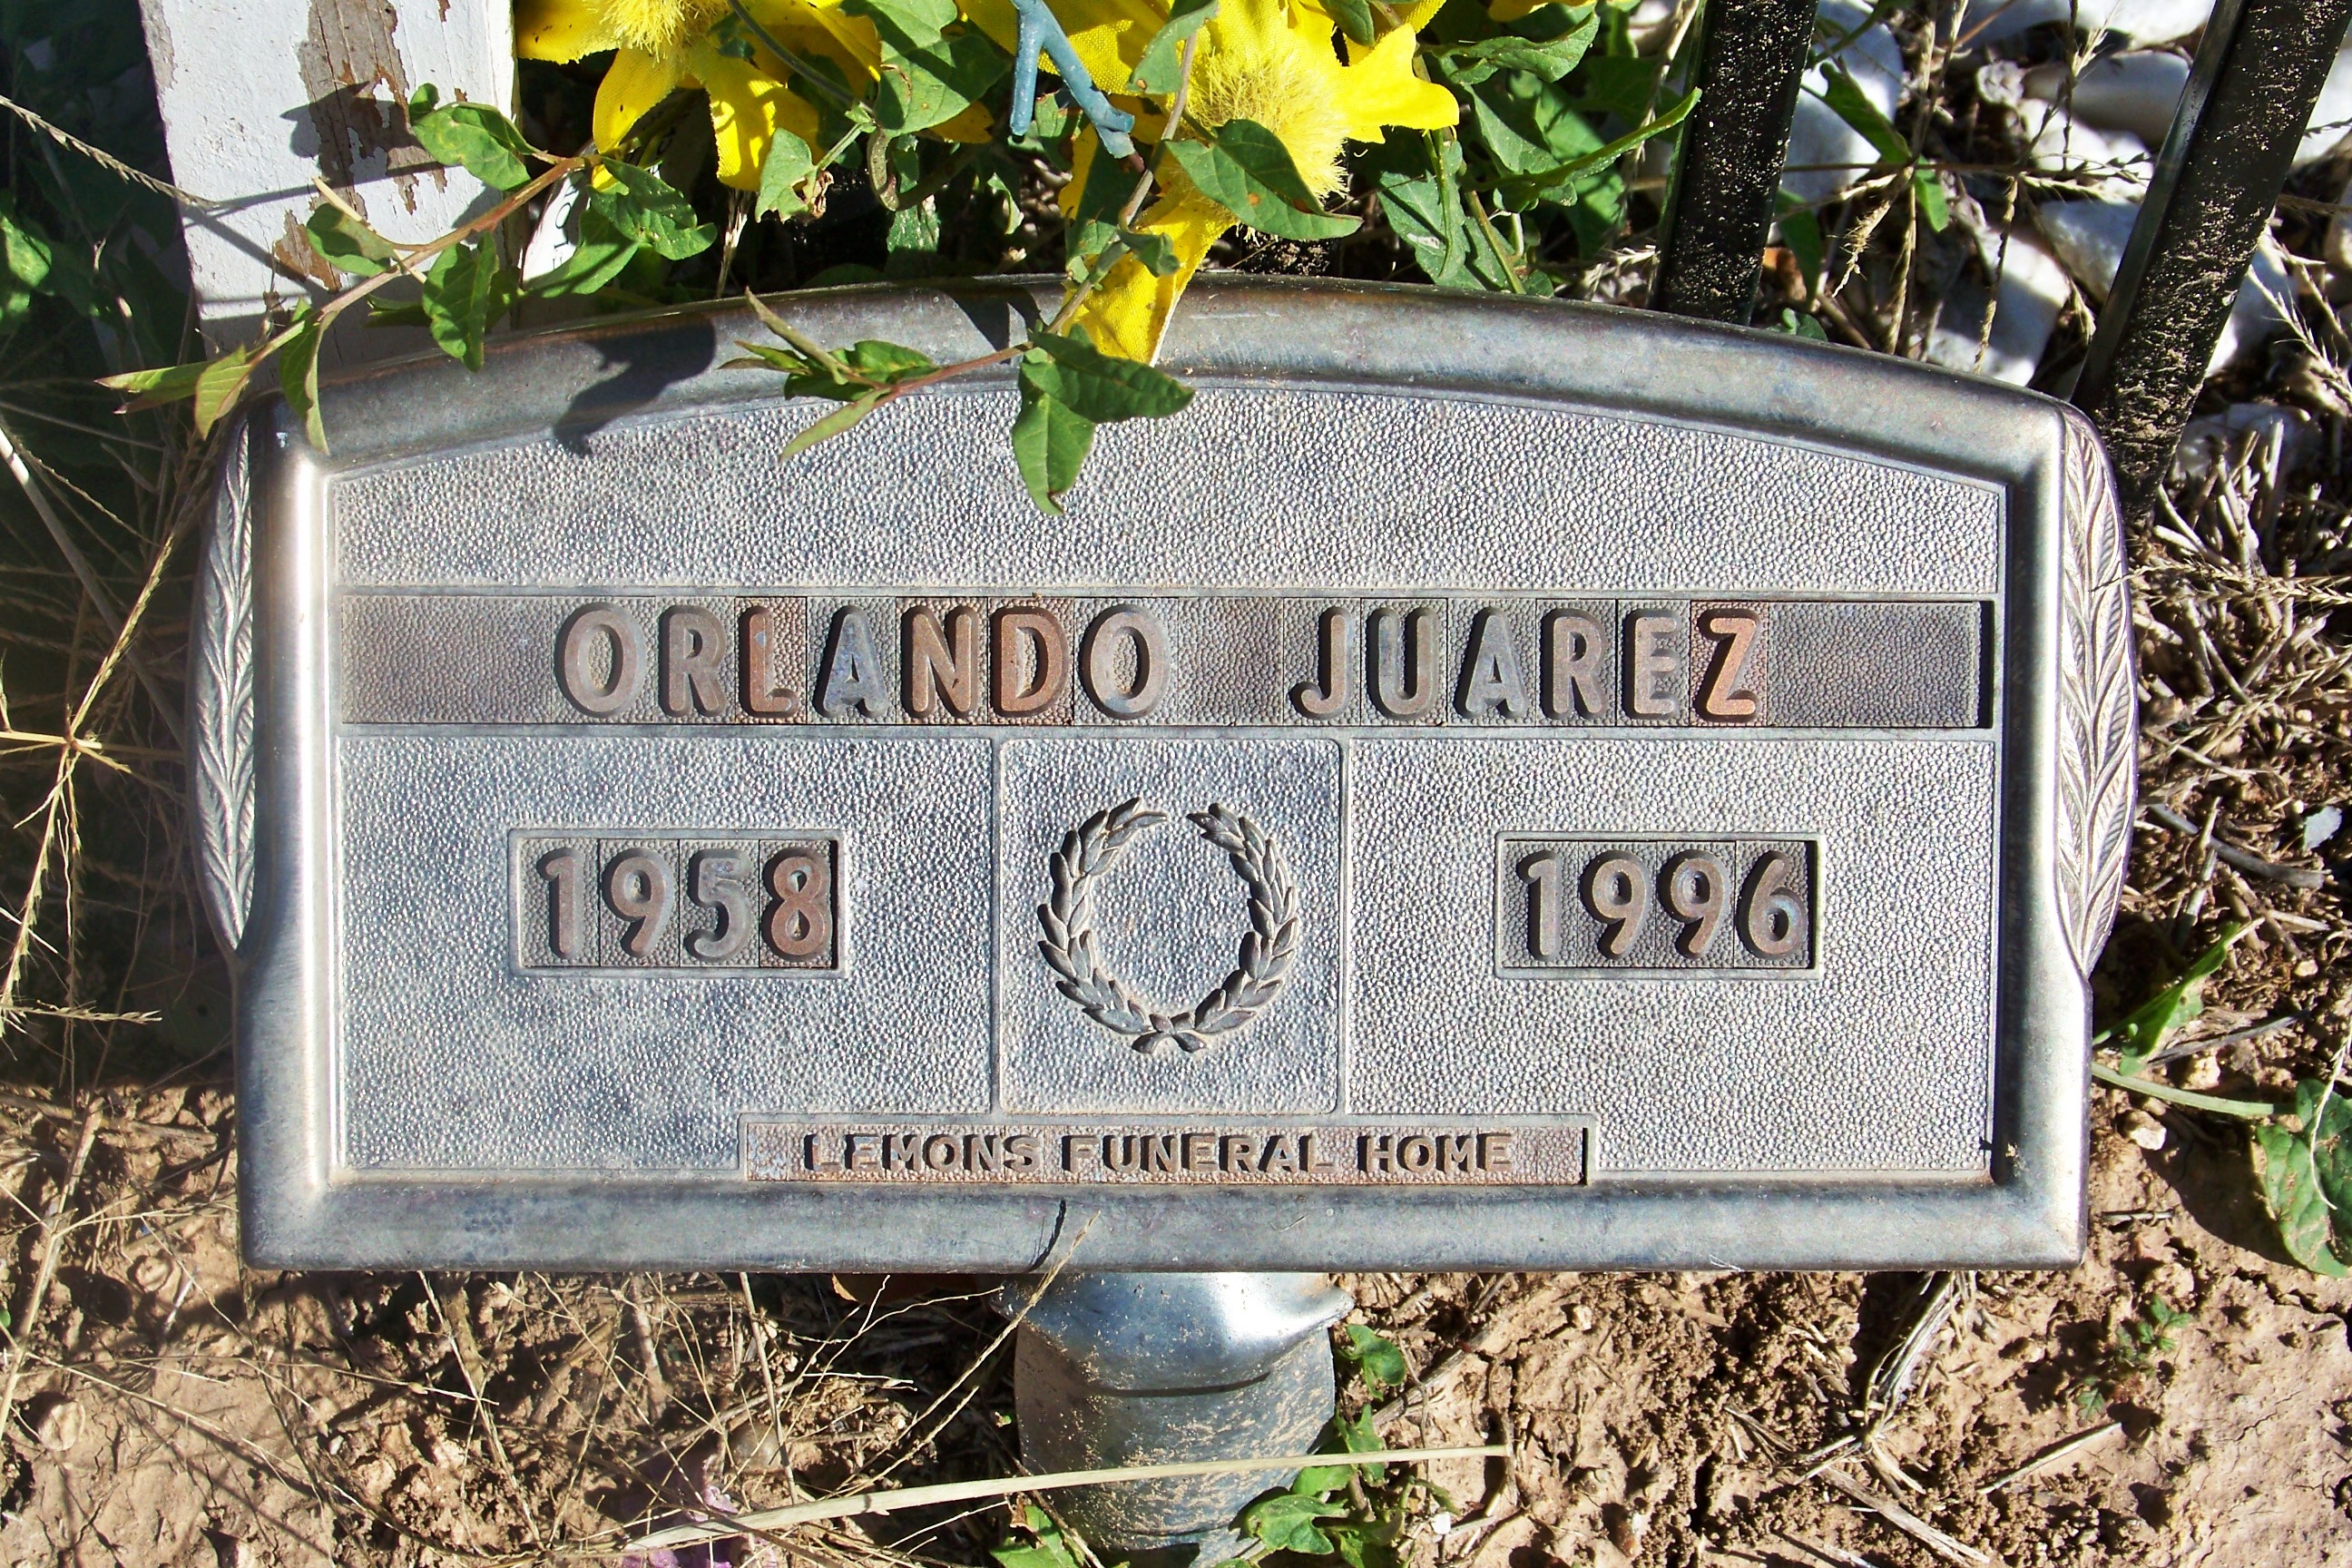 ORLANDO JUAREZ
1958 1996
LEMONS FUNERAL HOME